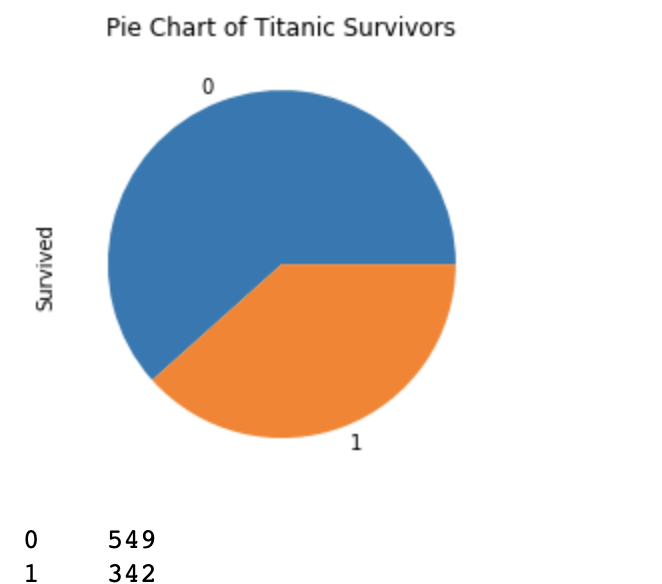 Pie Chart of Titanic Survivors
0
Survived
1
0 549
1 342